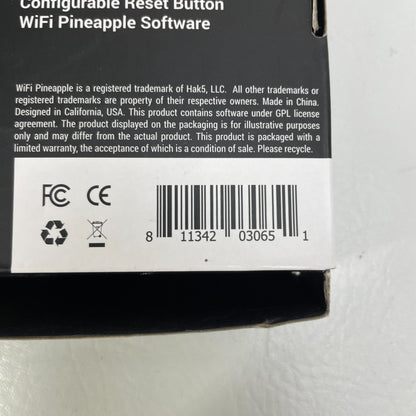 Configurable Reset Button
WiFi Pineapple Software
WiFi Pineapple is a registered trademark of Hak5, LLC. All other trademarks or
registered trademarks are property of their respective owners. Made in China.
Designed in California, USA. This product contains software under GPL license
agreement. The product displayed on the packaging is for illustrative purposes
only and may differ from the actual product. This product is packaged with a
limited warranty, the acceptance of which is a condition of sale. Please recycle.
FC CE
8 11342 03065 1